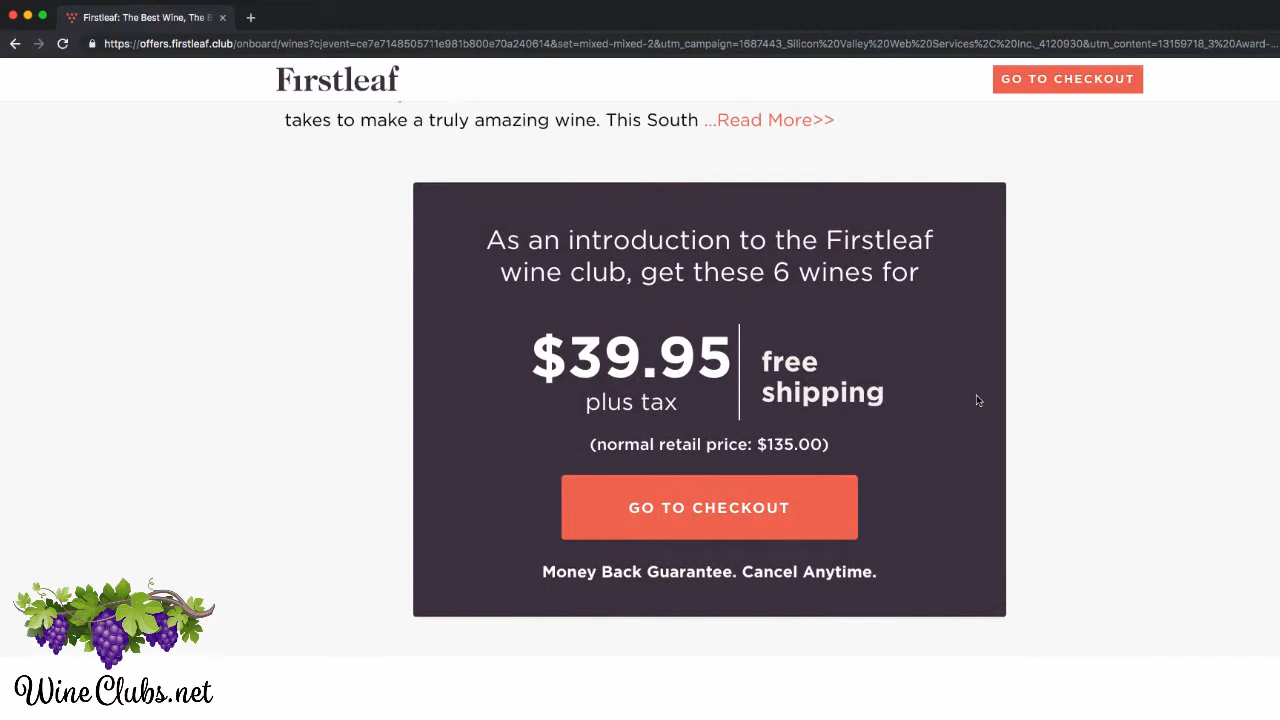 Firstleaf: The Best Wine, The B
https://offers.firstleaf.club/onboard/wines?cjevent=ce7e7148505711e981b800e70a240614&set=mixed-mixed-2&utm_campaign=1687443_Silicon%20Valley%20Web%20Services%2C%20Inc._4120930&utm_content=13159718_3%20Award-...
Firstleaf
GO TO CHECKOUT
takes to make a truly amazing wine. This South ...Read More>>
As an introduction to the Firstleaf
wine club, get these 6 wines for
$39.95
plus tax
free
shipping
(normal retail price: $135.00)
GO TO CHECKOUT
Money Back Guarantee. Cancel Anytime.
WineClubs.net